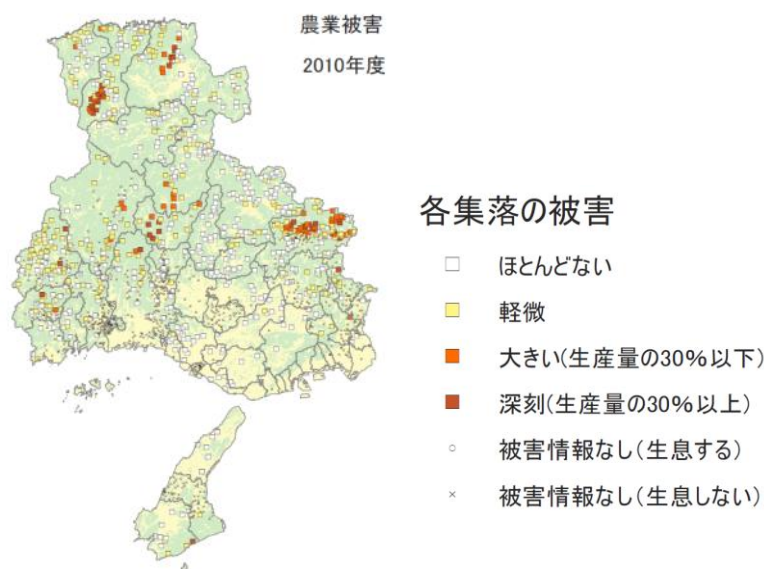 農業被害
2010年度
各集落の被害
ほとんどない
軽微
大きい(生産量の30%以下)
深刻(生産量の30%以上)
被害情報なし(生息する)
被害情報なし(生息しない)